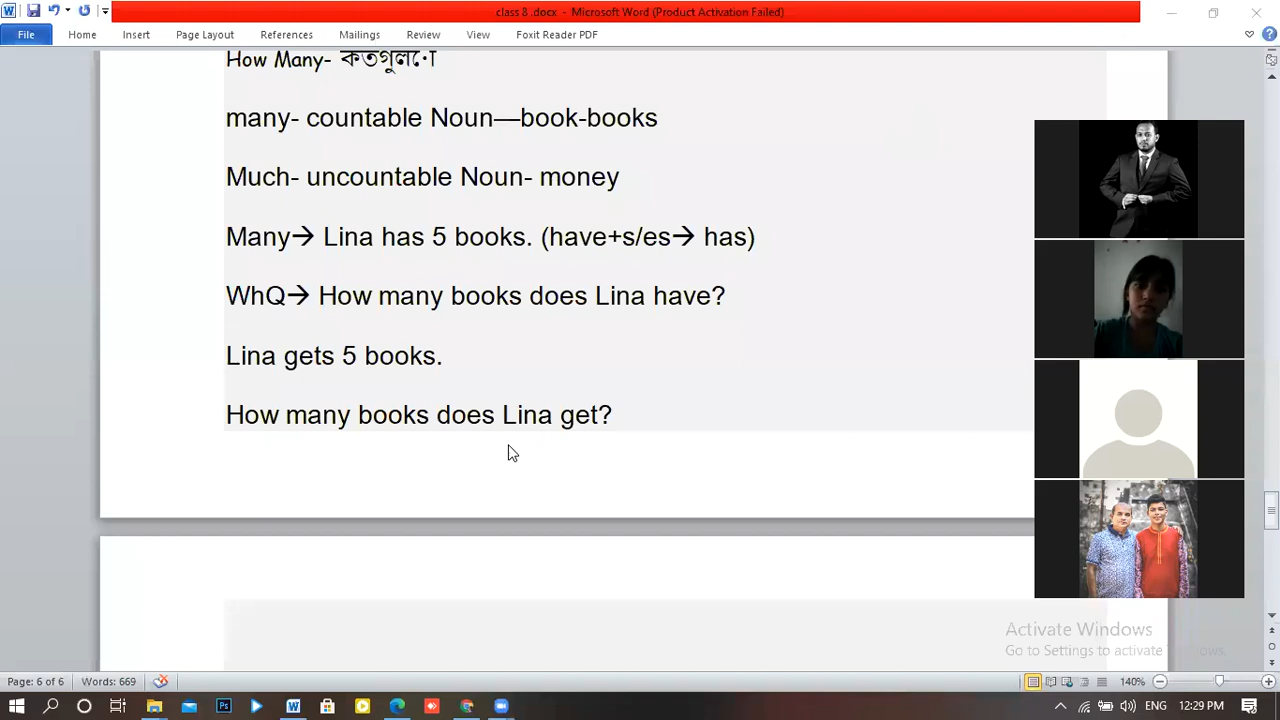 class 8 .docx - Microsoft Word (Product Activation Failed)
File Home Insert Page Layout References Mailings Review View Foxit Reader PDF
How Many- কতগুলো
many- countable Noun—book-books
Much- uncountable Noun- money
Many→ Lina has 5 books. (have+s/es→ has)
WhQ→ How many books does Lina have?
Lina gets 5 books.
How many books does Lina get?
Activate Windows
Go to Settings to activate Windows.
Page: 6 of 6 Words: 669 140%
12:29 PM